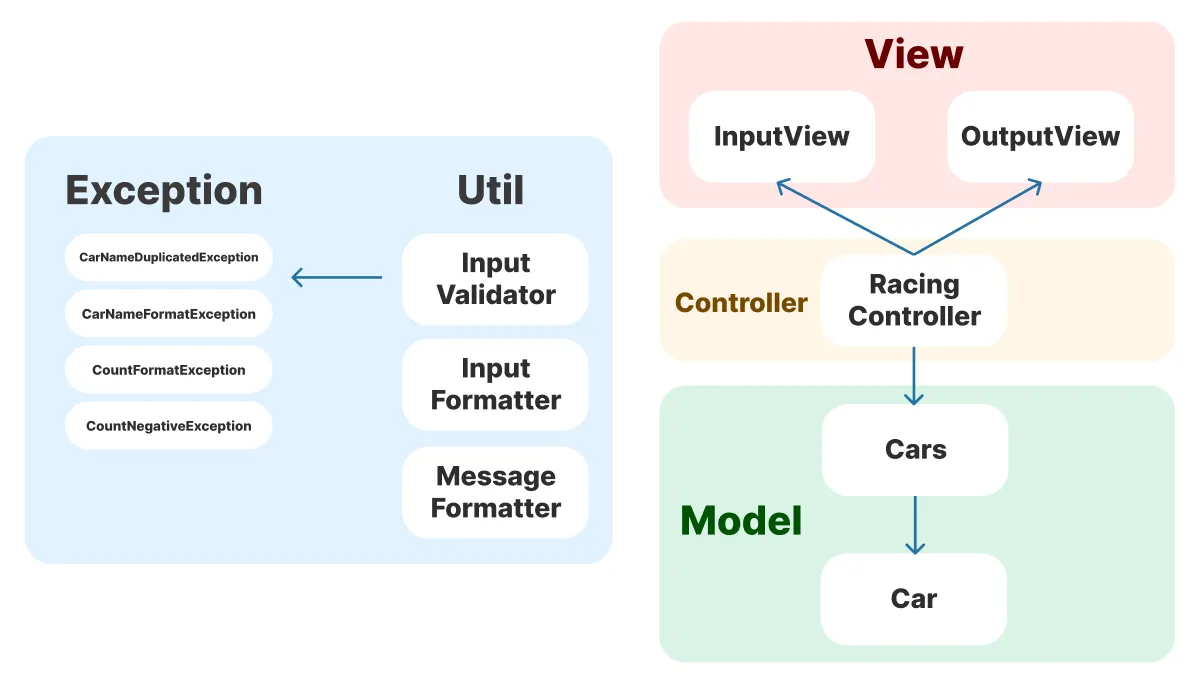 Exception
CarNameDuplicatedException
CarNameFormatException
CountFormatException
CountNegativeException
Util
Input
Validator
Input
Formatter
Message
Formatter
View
InputView
OutputView
Controller
Racing
Controller
Model
Cars
Car